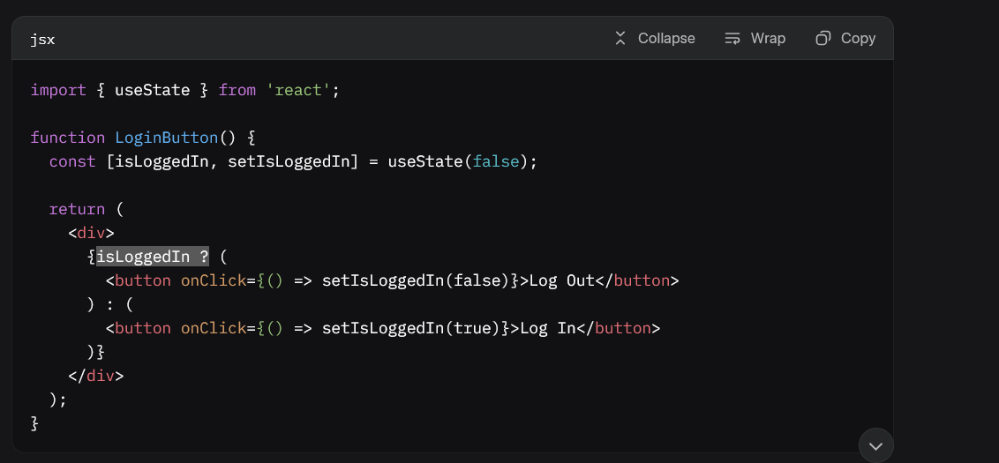 jsx Collapse Wrap Copy
import { useState } from 'react';
function LoginButton() {
const [isLoggedIn, setIsLoggedIn] = useState(false);
return (
<div>
{isLoggedIn ? (
<button onClick={() => setIsLoggedIn(false)}>Log Out</button>
) : (
<button onClick={() => setIsLoggedIn(true)}>Log In</button>
)}
</div>
);
}